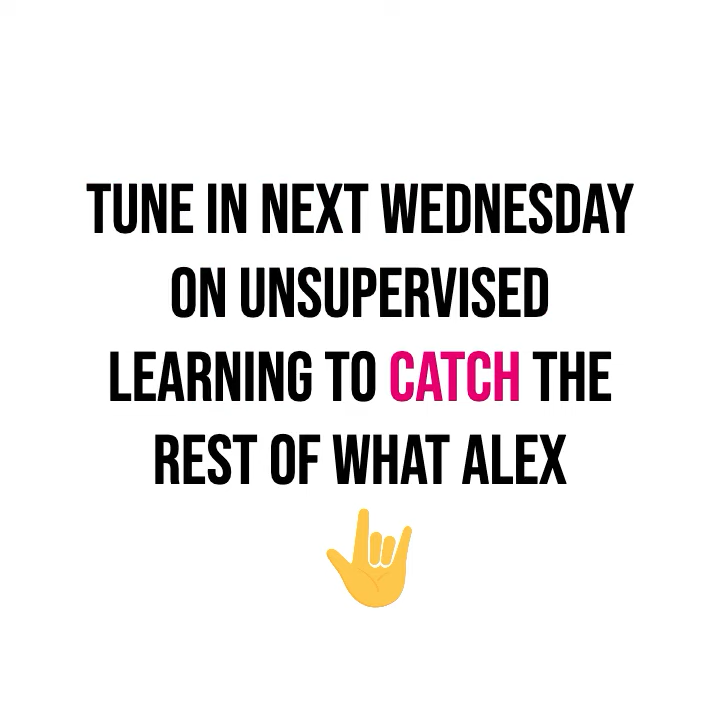 TUNE IN NEXT WEDNESDAY
ON UNSUPERVISED
LEARNING TO CATCH THE
REST OF WHAT ALEX